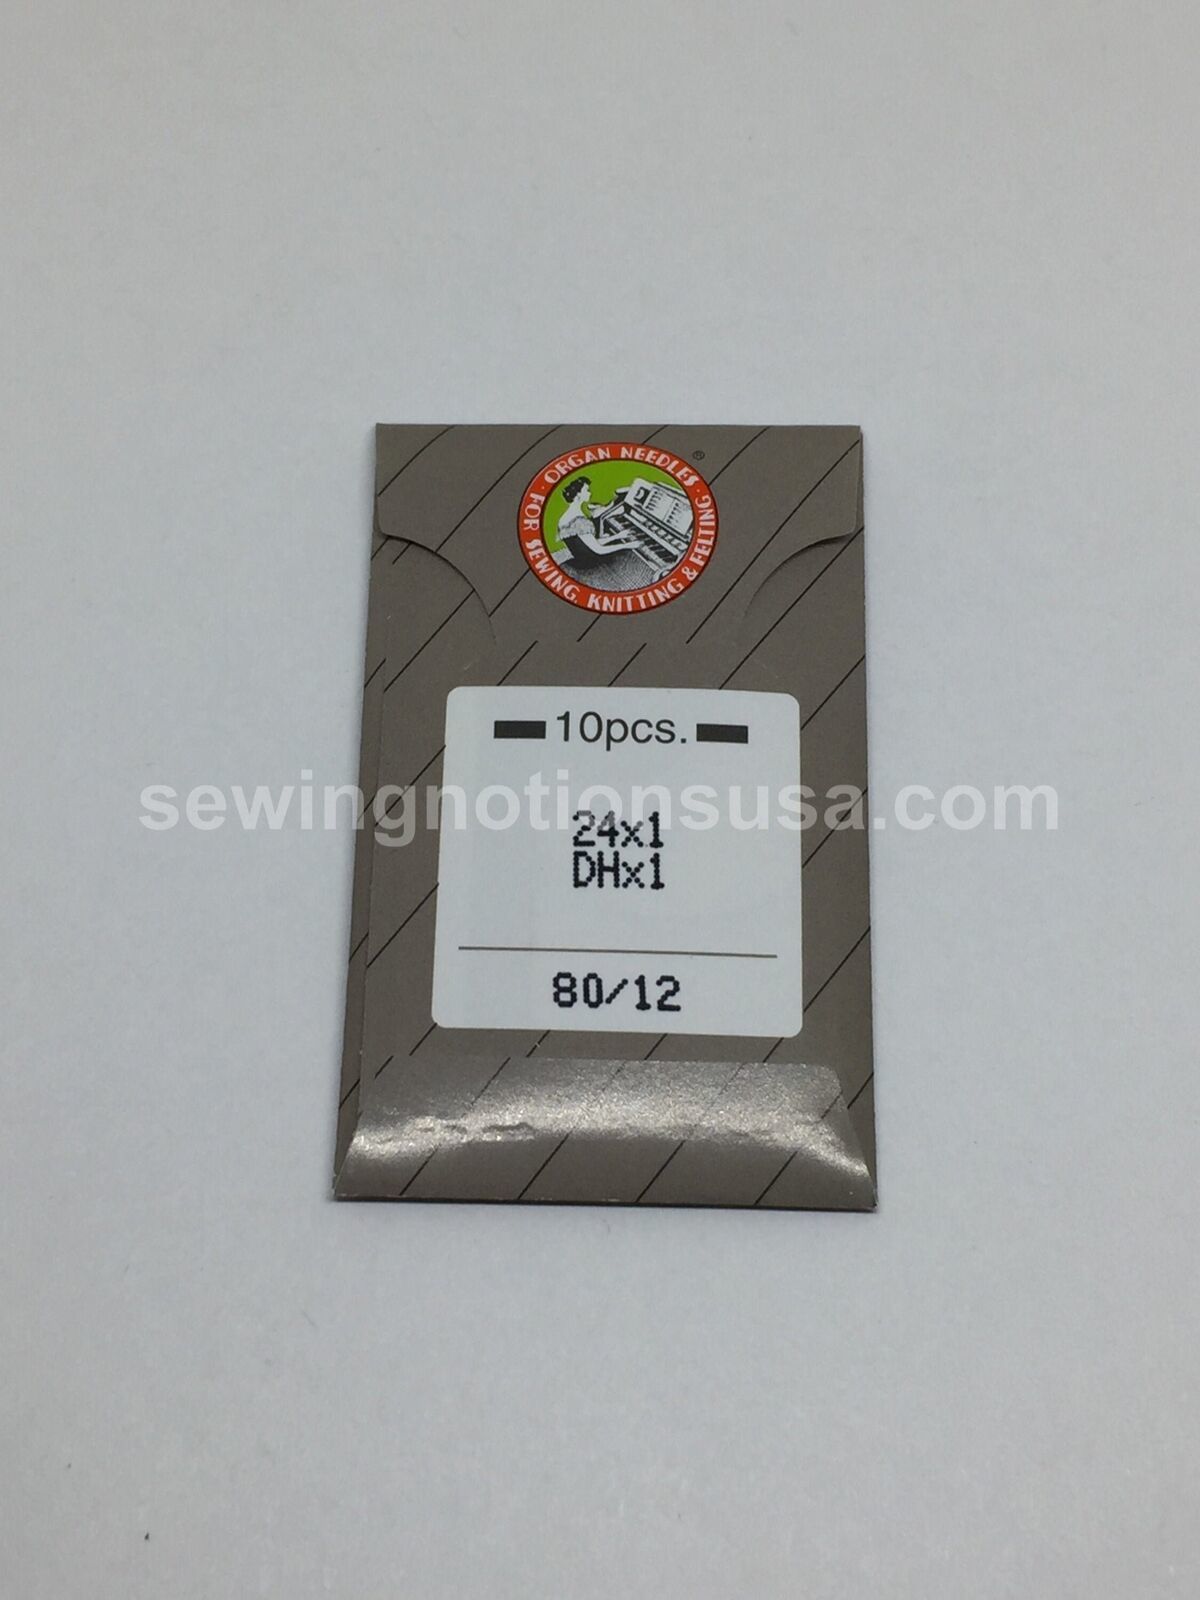 · ORGAN NEEDLES · FOR SEWING, KNITTING & FELTING
®
10pcs.
sewingnotionsusa.com
24x1
DHx1
80/12